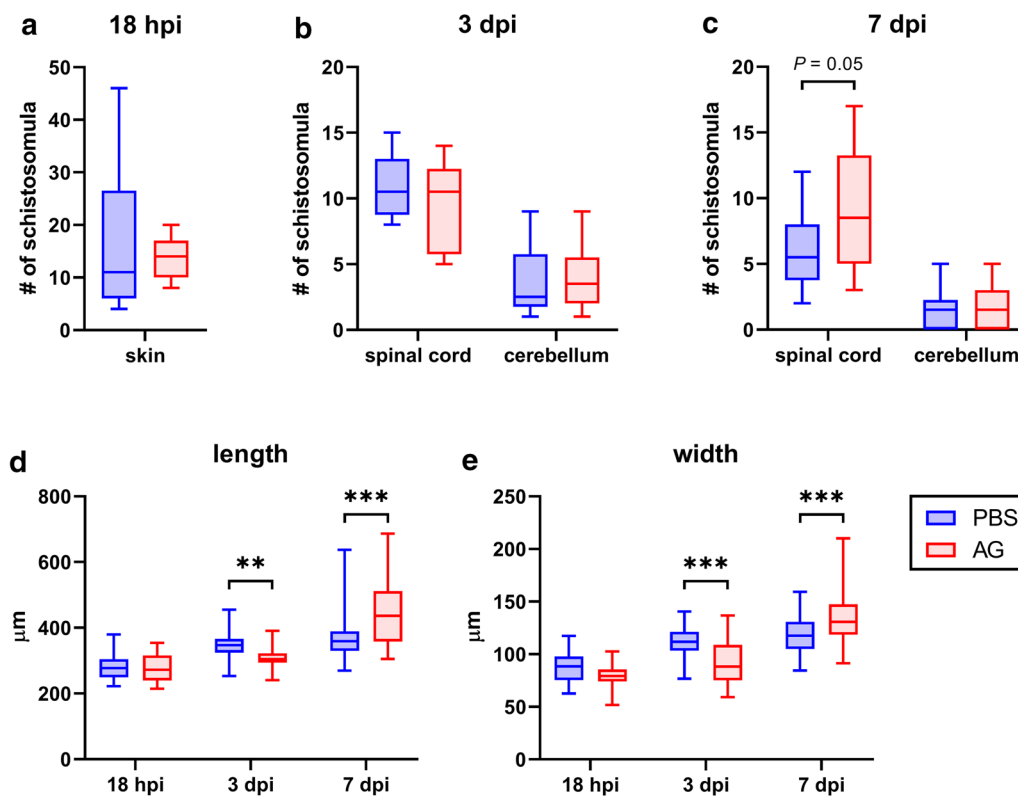 a 18 hpi
# of schistosomula
50
40
30
20
10
0
skin
b 3 dpi
# of schistosomula
20
15
10
5
0
spinal cord cerebellum
c 7 dpi
# of schistosomula
20
15
10
5
0
P = 0.05
spinal cord cerebellum
d length
μm
800
600
400
200
0
**
***
18 hpi 3 dpi 7 dpi
e width
μm
250
200
150
100
50
0
***
***
18 hpi 3 dpi 7 dpi
PBS
AG